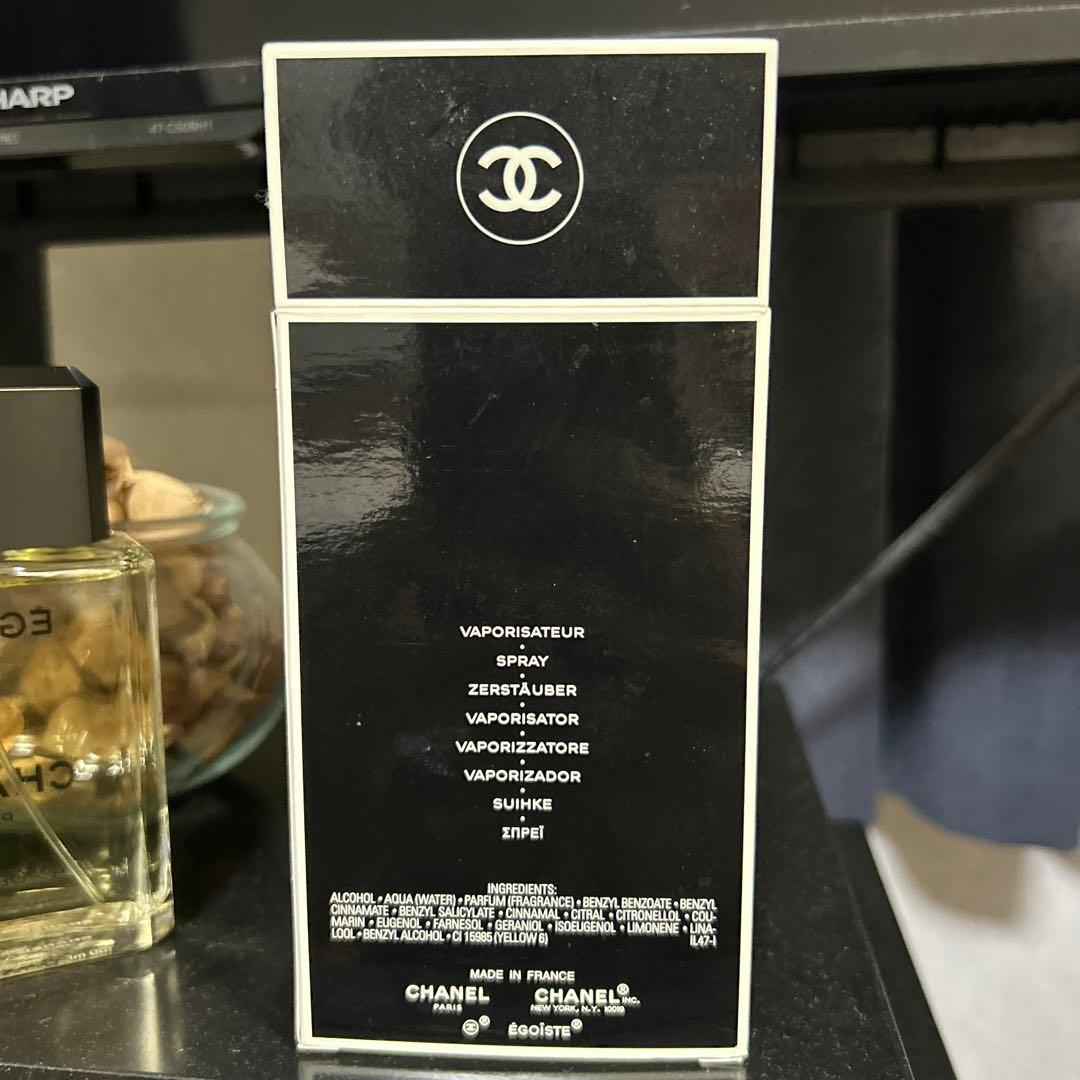 VAPORISATEUR
•
SPRAY
•
ZERSTÄUBER
•
VAPORISATOR
•
VAPORIZZATORE
•
VAPORIZADOR
•
SUIHKE
•
ΣΠΡΕΪ
INGREDIENTS:
ALCOHOL • AQUA (WATER) • PARFUM (FRAGRANCE) • BENZYL BENZOATE • BENZYL
CINNAMATE • BENZYL SALICYLATE • CINNAMAL • CITRAL • CITRONELLOL • COU-
MARIN • EUGENOL • FARNESOL • GERANIOL • ISOEUGENOL • LIMONENE • LINA-
LOOL • BENZYL ALCOHOL • CI 15985 (YELLOW 6) IL47-I
MADE IN FRANCE
CHANEL CHANEL® INC.
PARIS NEW YORK, N.Y. 10019
® ÉGOÏSTE®